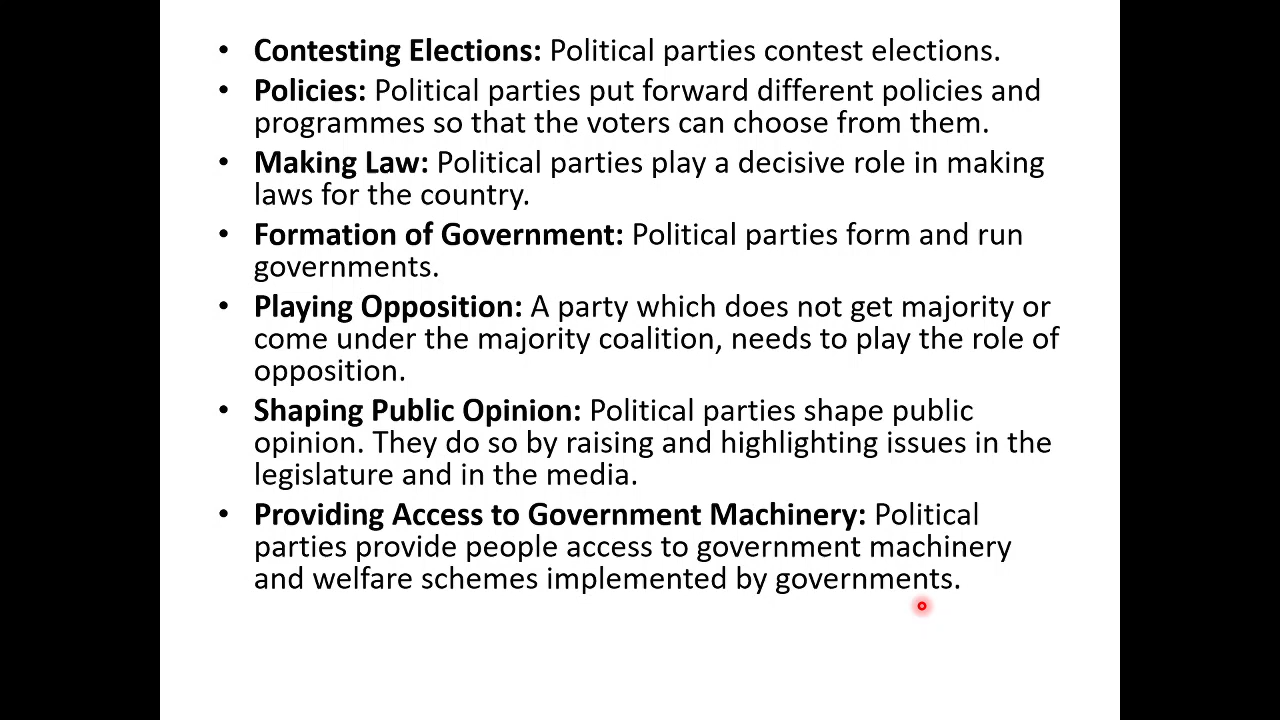 • Contesting Elections: Political parties contest elections.
• Policies: Political parties put forward different policies and
programmes so that the voters can choose from them.
• Making Law: Political parties play a decisive role in making
laws for the country.
• Formation of Government: Political parties form and run
governments.
• Playing Opposition: A party which does not get majority or
come under the majority coalition, needs to play the role of
opposition.
• Shaping Public Opinion: Political parties shape public
opinion. They do so by raising and highlighting issues in the
legislature and in the media.
• Providing Access to Government Machinery: Political
parties provide people access to government machinery
and welfare schemes implemented by governments.